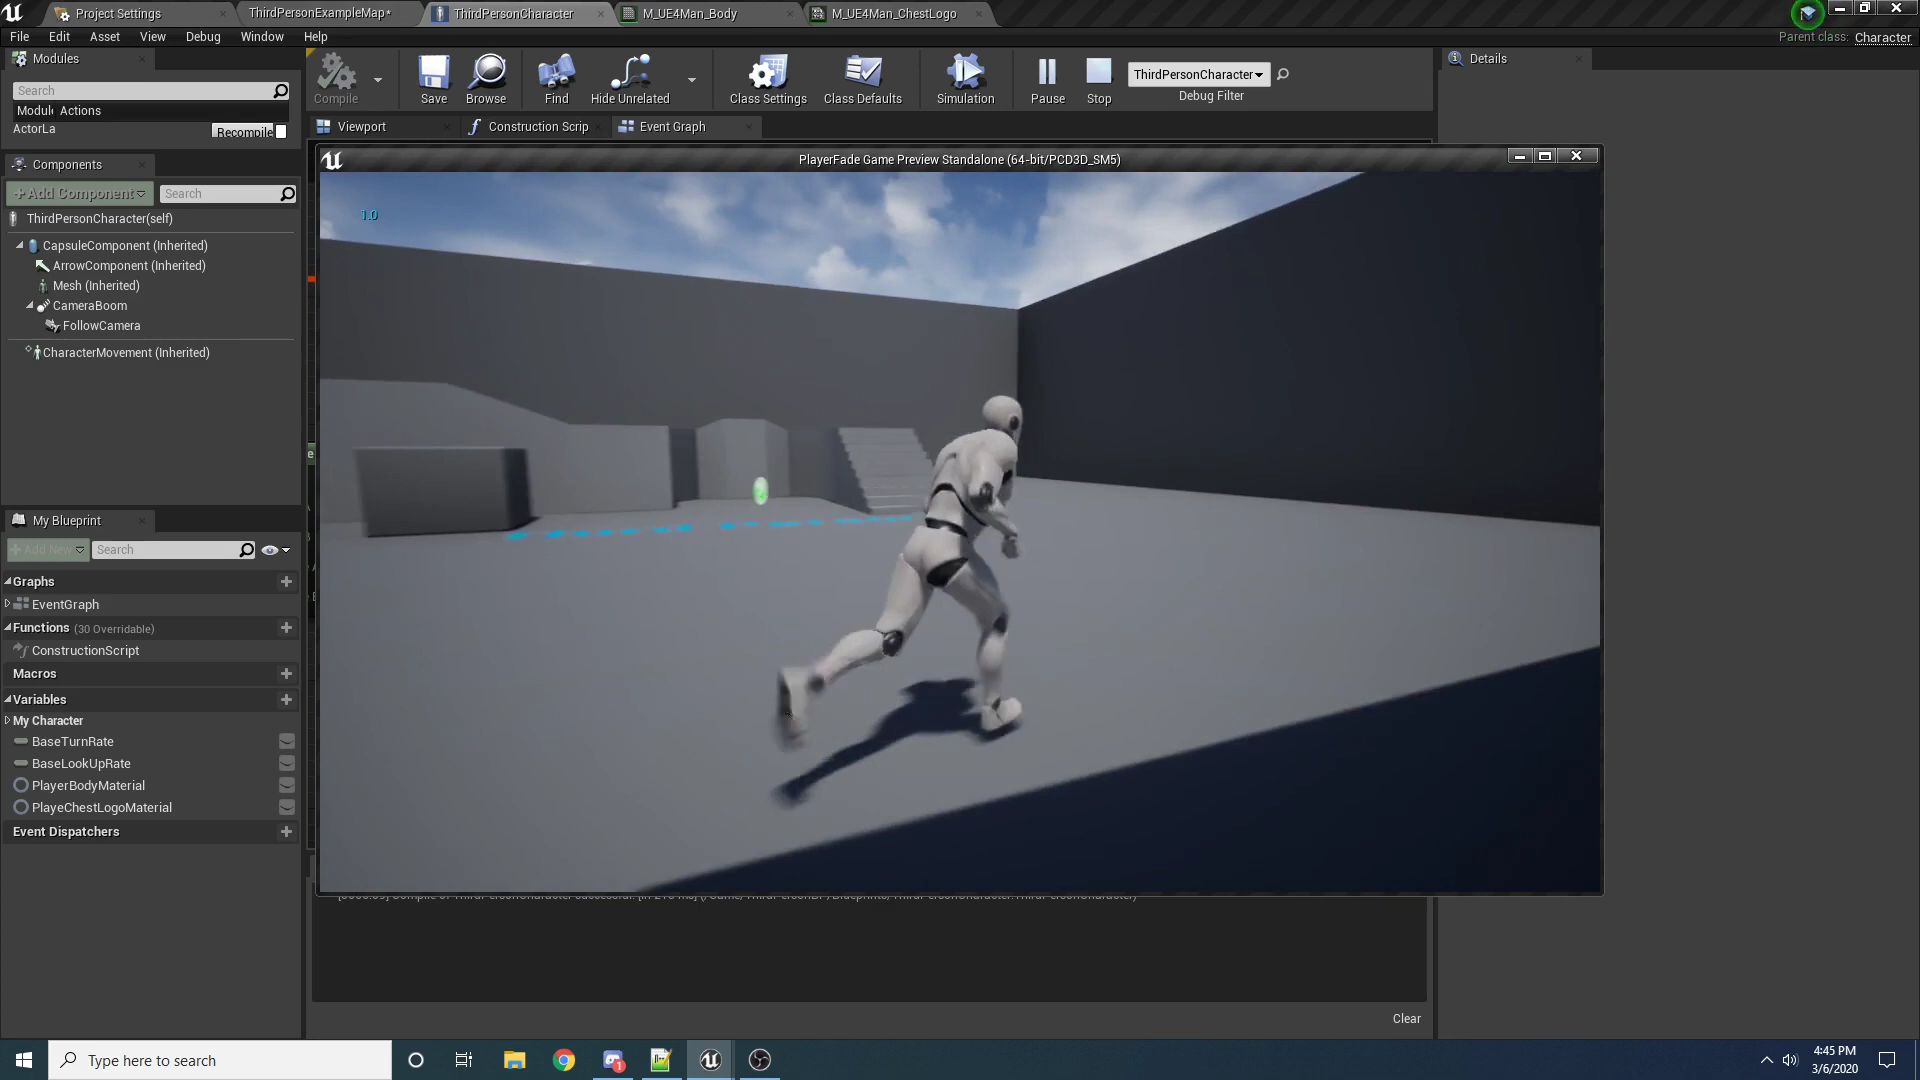 Project Settings
ThirdPersonExampleMap*
ThirdPersonCharacter
M_UE4Man_Body
M_UE4Man_ChestLogo
File Edit Asset View Debug Window Help
Parent class: Character
Modules
Search
Modul Actions
ActorLa
Recompile
Compile
Save
Browse
Find
Hide Unrelated
Class Settings
Class Defaults
Simulation
Pause
Stop
ThirdPersonCharacter
Debug Filter
Details
Viewport
Construction Scrip
Event Graph
Components
+Add Component
Search
ThirdPersonCharacter(self)
CapsuleComponent (Inherited)
ArrowComponent (Inherited)
Mesh (Inherited)
CameraBoom
FollowCamera
CharacterMovement (Inherited)
PlayerFade Game Preview Standalone (64-bit/PCD3D_SM5)
1.0
My Blueprint
+Add New
Search
Graphs
EventGraph
Functions (30 Overridable)
ConstructionScript
Macros
Variables
My Character
BaseTurnRate
BaseLookUpRate
PlayerBodyMaterial
PlayeChestLogoMaterial
Event Dispatchers
Clear
Type here to search
1
4:45 PM
3/6/2020